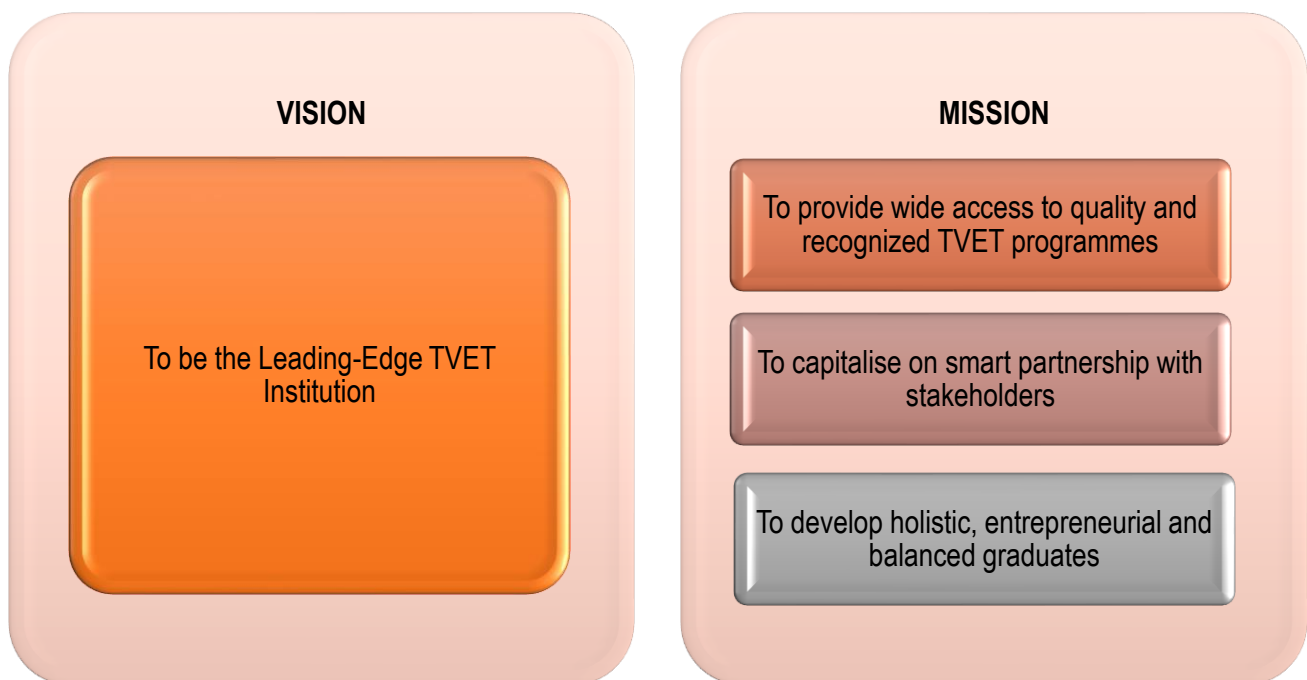 VISION
To be the Leading-Edge TVET
Institution
MISSION
To provide wide access to quality and
recognized TVET programmes
To capitalise on smart partnership with
stakeholders
To develop holistic, entrepreneurial and
balanced graduates